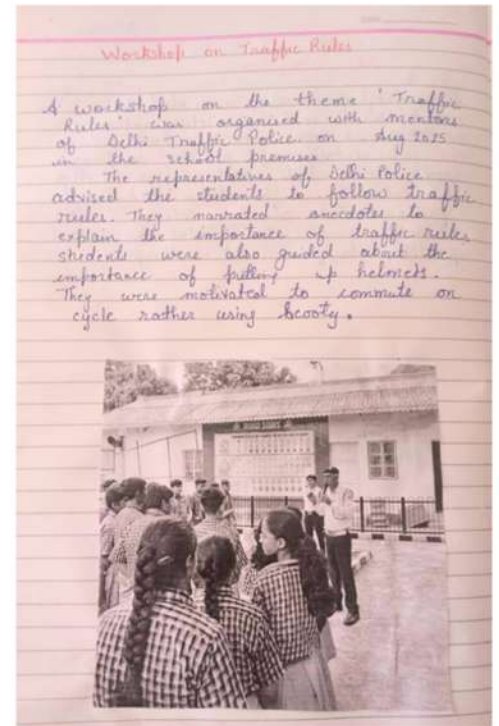 Workshop on Traffic Rules
A workshop on the theme 'Traffic
Rules' was organised with mentors
of Delhi Traffic Police on Aug 2025
in the school premises
The representatives of Delhi Police
advised the students to follow traffic
rules. They narrated anecdotes to
explain the importance of traffic rules
students were also guided about the
importance of putting up helmets.
They were motivated to commute on
cycle rather using scooty.